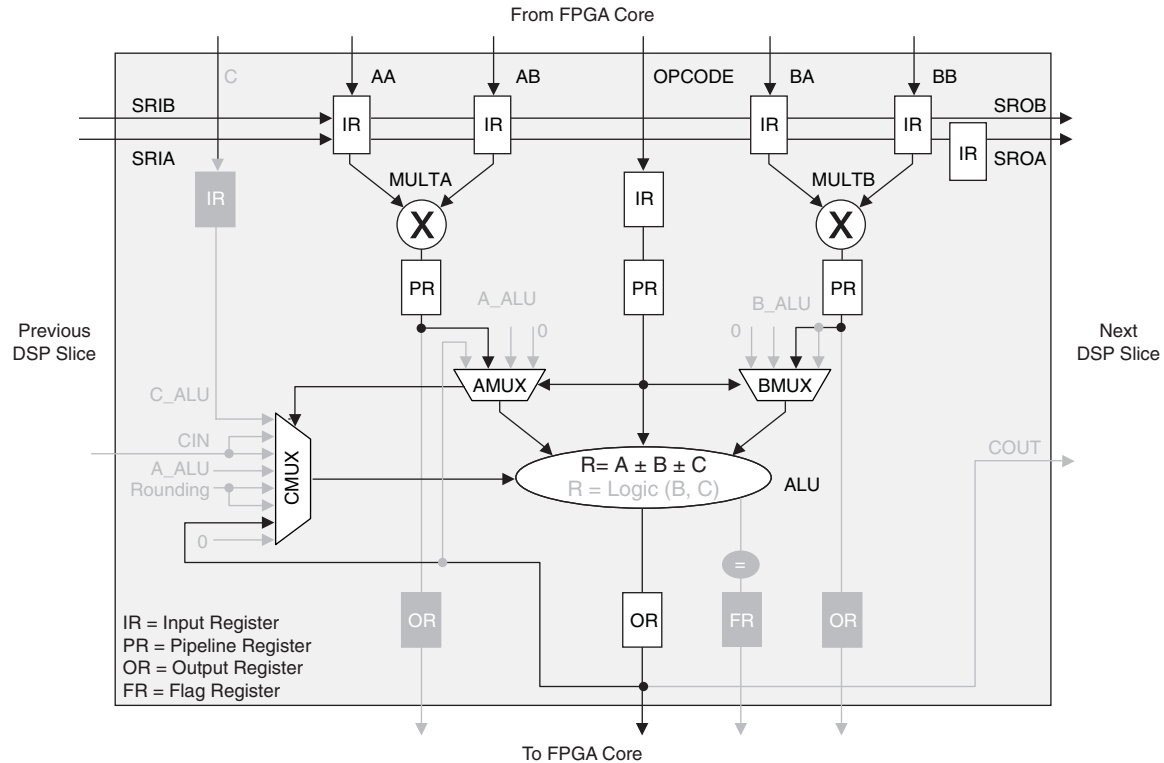 From FPGA Core
C
AA
AB
OPCODE
BA
BB
SRIB
SROB
IR
IR
IR
IR
SRIA
IR
SROA
IR
MULTA
IR
MULTB
X
X
PR
PR
PR
A_ALU
B_ALU
0
0
Previous
DSP Slice
Next
DSP Slice
AMUX
BMUX
C_ALU
CIN
COUT
A_ALU
Rounding
CMUX
R= A ± B ± C
R = Logic (B, C)
ALU
0
=
OR
OR
FR
OR
IR = Input Register
PR = Pipeline Register
OR = Output Register
FR = Flag Register
To FPGA Core